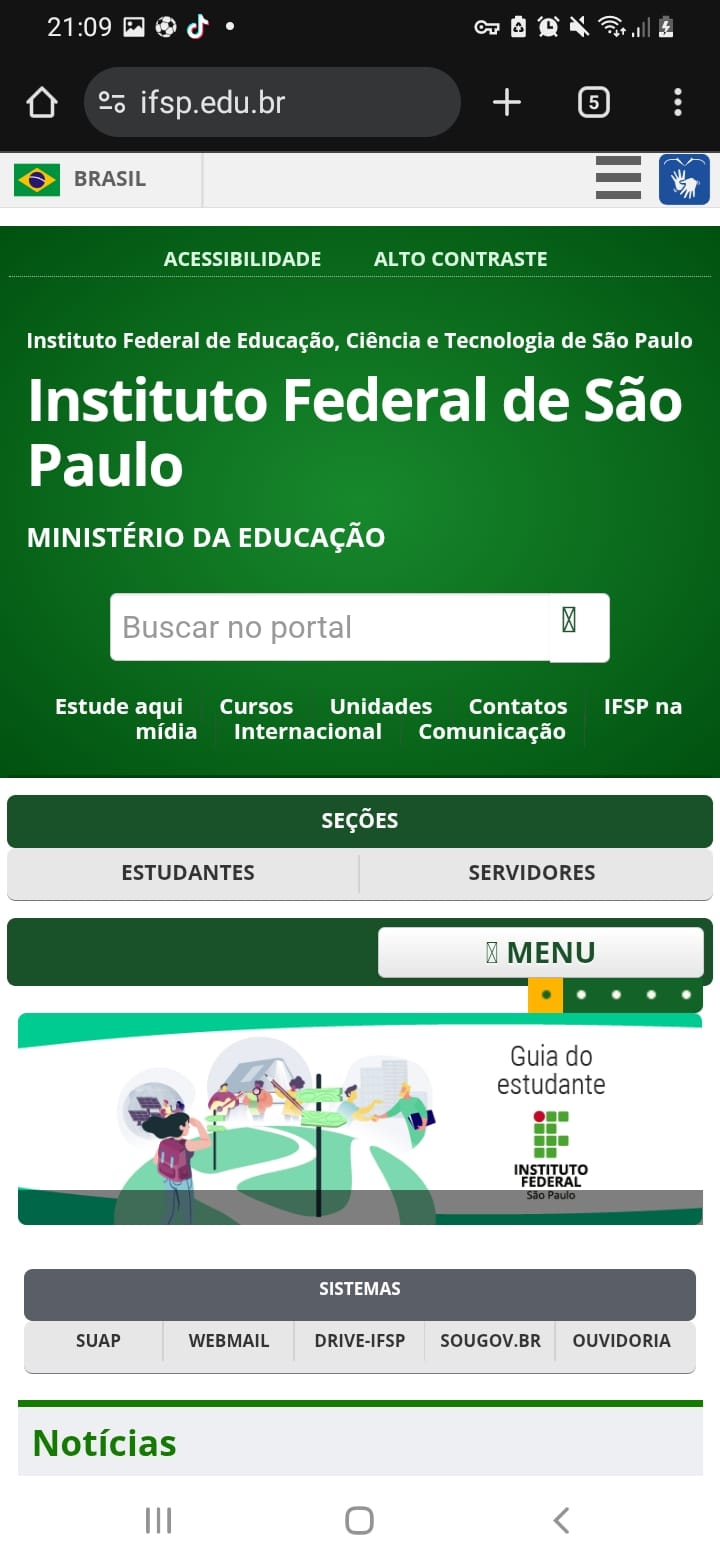 21:09
ifsp.edu.br
5
BRASIL
ACESSIBILIDADE ALTO CONTRASTE
Instituto Federal de Educação, Ciência e Tecnologia de São Paulo
Instituto Federal de São
Paulo
MINISTÉRIO DA EDUCAÇÃO
Buscar no portal
Estude aqui Cursos Unidades Contatos IFSP na
mídia Internacional Comunicação
SEÇÕES
ESTUDANTES SERVIDORES
MENU
Guia do
estudante
INSTITUTO
FEDERAL
São Paulo
SISTEMAS
SUAP WEBMAIL DRIVE-IFSP SOUGOV.BR OUVIDORIA
Notícias